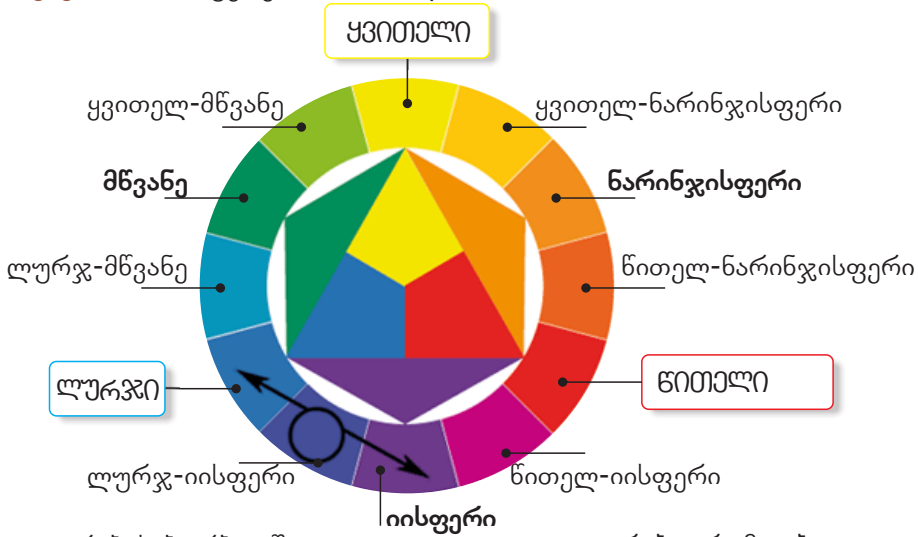 ყვითელი
ყვითელ-მწვანე
ყვითელ-ნარინჯისფერი
მწვანე
ნარინჯისფერი
ლურჯ-მწვანე
წითელ-ნარინჯისფერი
ლურჯი
წითელი
ლურჯ-იისფერი
წითელ-იისფერი
იისფერი